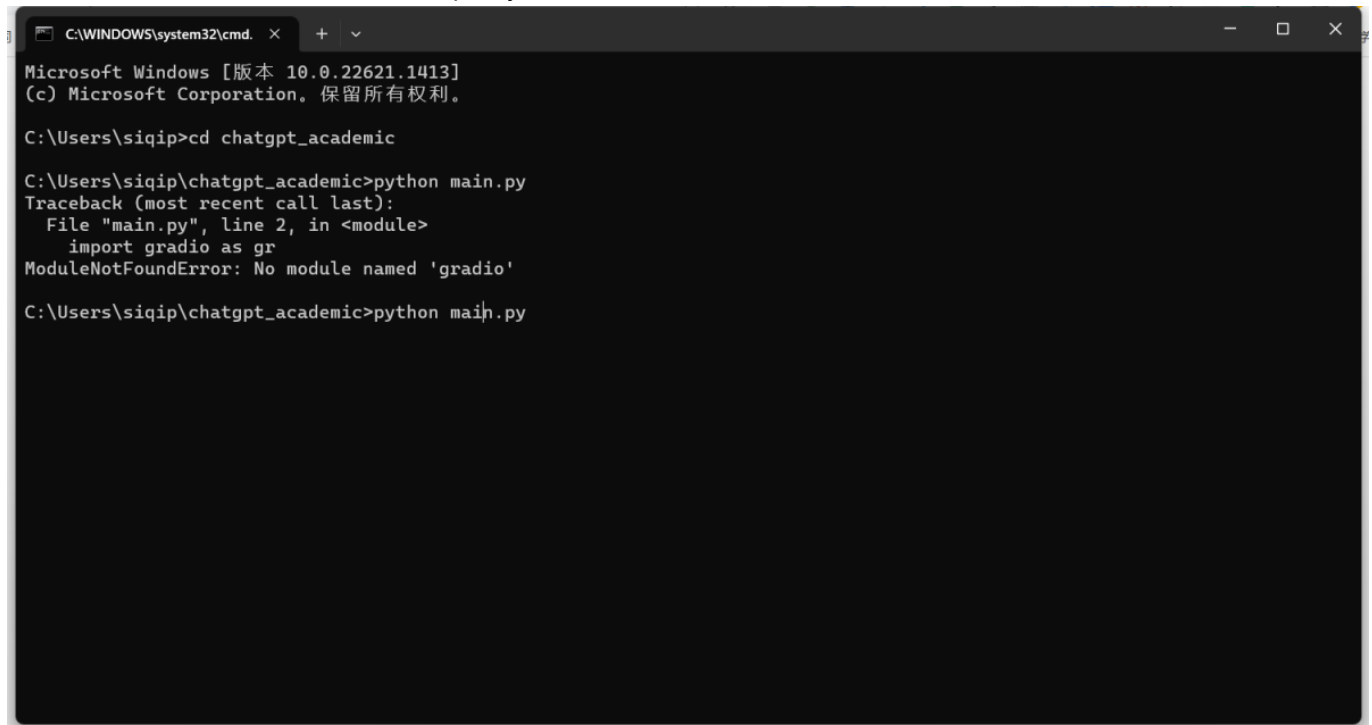 C:\WINDOWS\system32\cmd.
Microsoft Windows [版本 10.0.22621.1413]
(c) Microsoft Corporation。保留所有权利。
C:\Users\siqip>cd chatgpt_academic
C:\Users\siqip\chatgpt_academic>python main.py
Traceback (most recent call last):
  File "main.py", line 2, in <module>
    import gradio as gr
ModuleNotFoundError: No module named 'gradio'
C:\Users\siqip\chatgpt_academic>python main.py